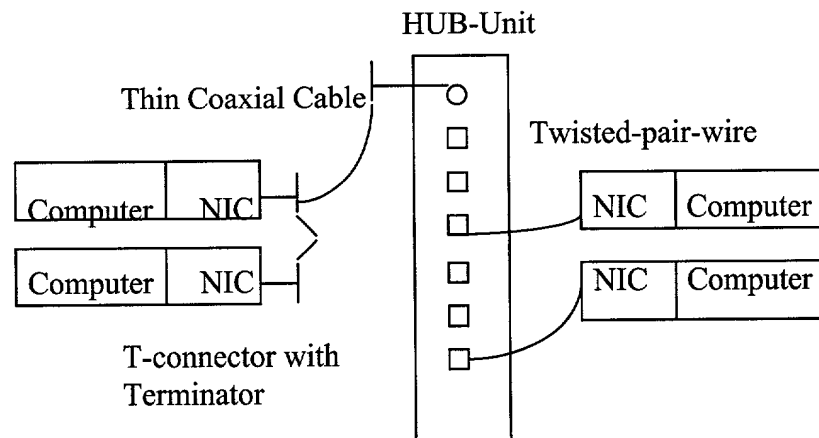 HUB-Unit
Thin Coaxial Cable
Twisted-pair-wire
Computer NIC
NIC Computer
Computer NIC
NIC Computer
T-connector with
Terminator